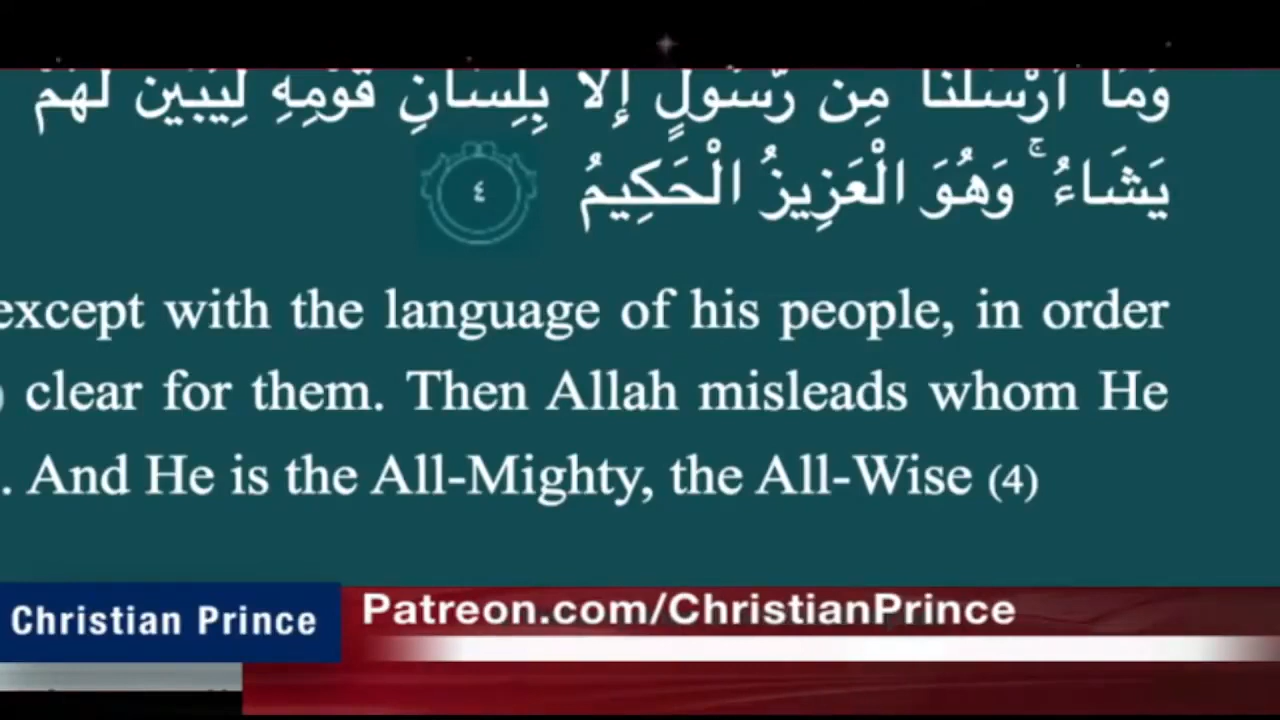 وَمَا أَرْسَلْنَا مِن رَّسُولٍ إِلَّا بِلِسَانِ قَوْمِهِ لِيُبَيِّنَ لَهُمْ
يَشَاءُ ۚ وَهُوَ الْعَزِيزُ الْحَكِيمُ ٤
except with the language of his people, in order
) clear for them. Then Allah misleads whom He
. And He is the All-Mighty, the All-Wise (4)
Christian Prince
Patreon.com/ChristianPrince